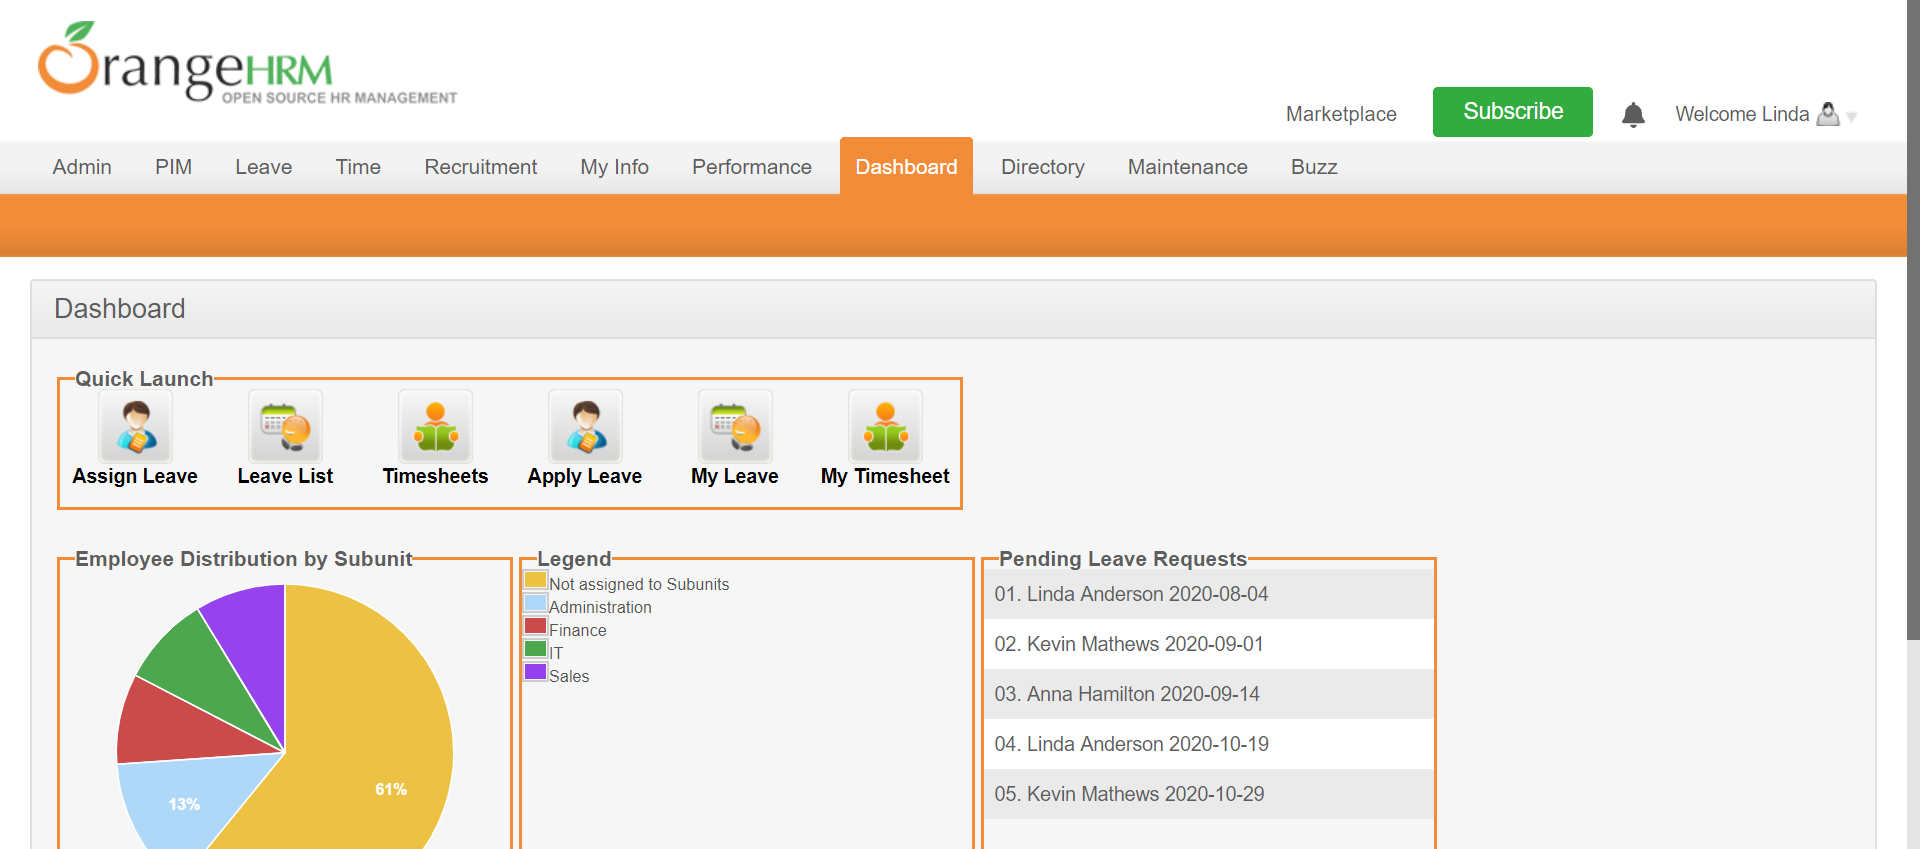 OrangeHRM
OPEN SOURCE HR MANAGEMENT
Marketplace
Subscribe
Welcome Linda
Admin
PIM
Leave
Time
Recruitment
My Info
Performance
Dashboard
Directory
Maintenance
Buzz
Dashboard
Quick Launch
Assign Leave
Leave List
Timesheets
Apply Leave
My Leave
My Timesheet
Employee Distribution by Subunit
61%
13%
Legend
Not assigned to Subunits
Administration
Finance
IT
Sales
Pending Leave Requests
01. Linda Anderson 2020-08-04
02. Kevin Mathews 2020-09-01
03. Anna Hamilton 2020-09-14
04. Linda Anderson 2020-10-19
05. Kevin Mathews 2020-10-29